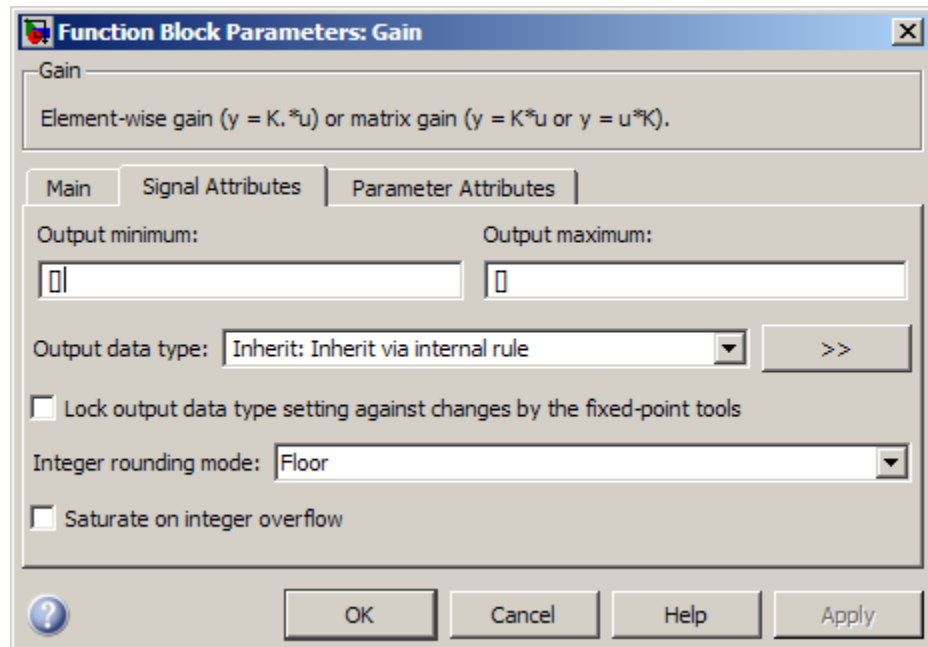 Function Block Parameters: Gain
Gain
Element-wise gain (y = K.*u) or matrix gain (y = K*u or y = u*K).
Main Signal Attributes Parameter Attributes
Output minimum: Output maximum:
[] []
Output data type: Inherit: Inherit via internal rule >>
Lock output data type setting against changes by the fixed-point tools
Integer rounding mode: Floor
Saturate on integer overflow
OK Cancel Help Apply